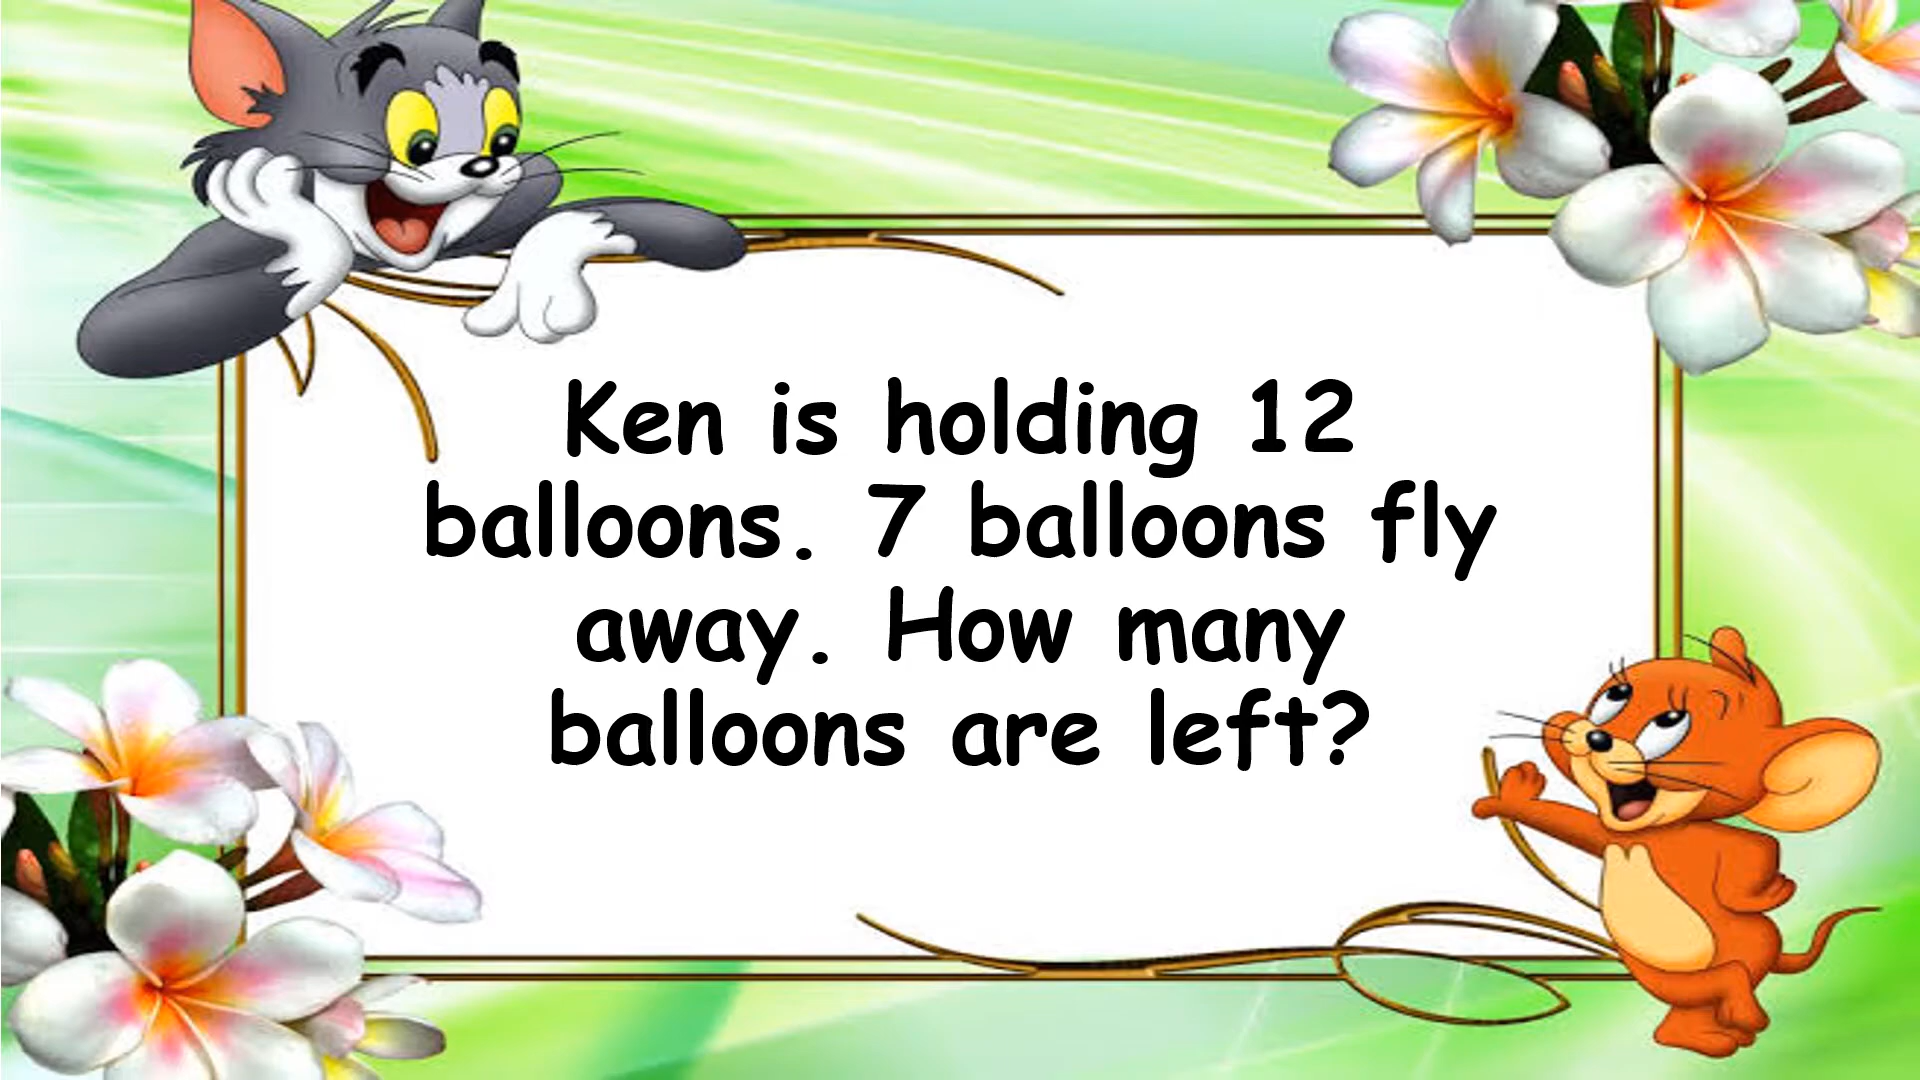 Ken is holding 12
balloons. 7 balloons fly
away. How many
balloons are left?